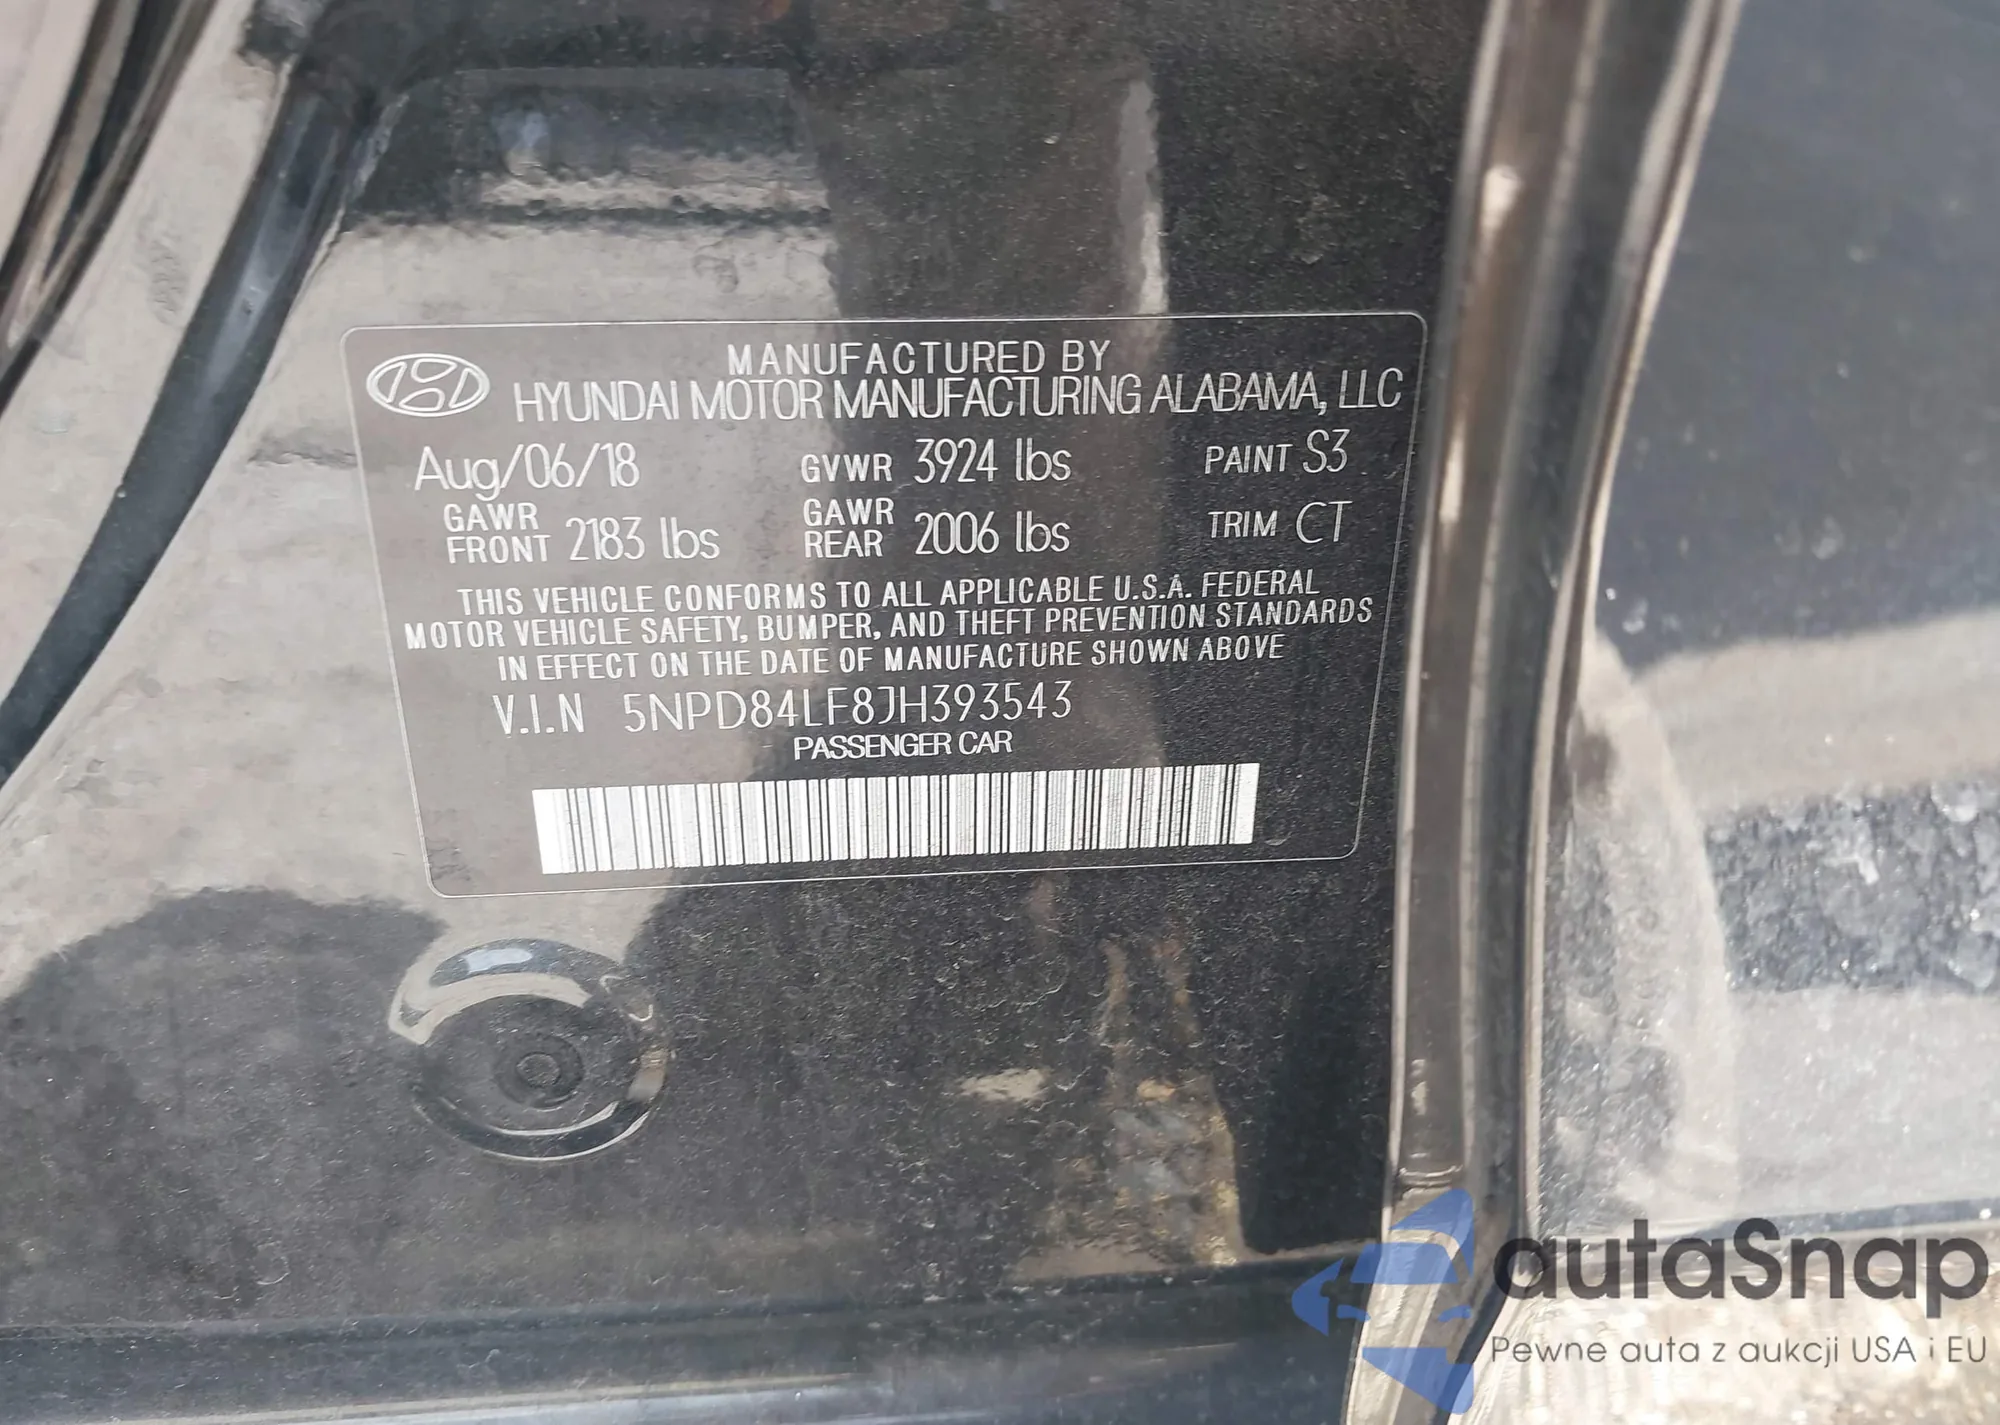 MANUFACTURED BY
HYUNDAI MOTOR MANUFACTURING ALABAMA, LLC
Aug/06/18 GVWR 3924 lbs PAINT S3
GAWR FRONT 2183 lbs GAWR REAR 2006 lbs TRIM CT
THIS VEHICLE CONFORMS TO ALL APPLICABLE U.S.A. FEDERAL
MOTOR VEHICLE SAFETY, BUMPER, AND THEFT PREVENTION STANDARDS
IN EFFECT ON THE DATE OF MANUFACTURE SHOWN ABOVE
V.I.N 5NPD84LF8JH393543
PASSENGER CAR
autaSnap
Pewne auta z aukcji USA i EU